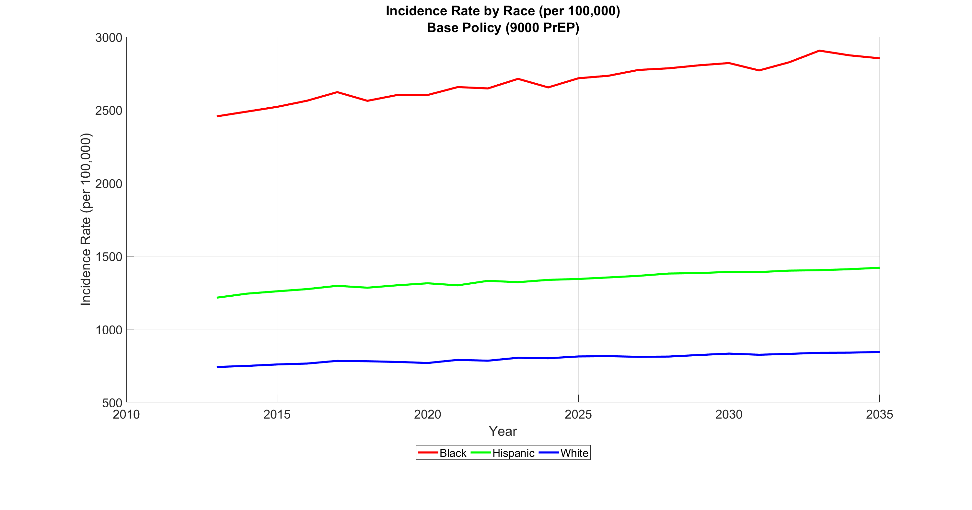 Incidence Rate by Race (per 100,000)
Base Policy (9000 PrEP)
3000
2500
2000
1500
1000
500
Incidence Rate (per 100,000)
2010 2015 2020 2025 2030 2035
Year
Black Hispanic White